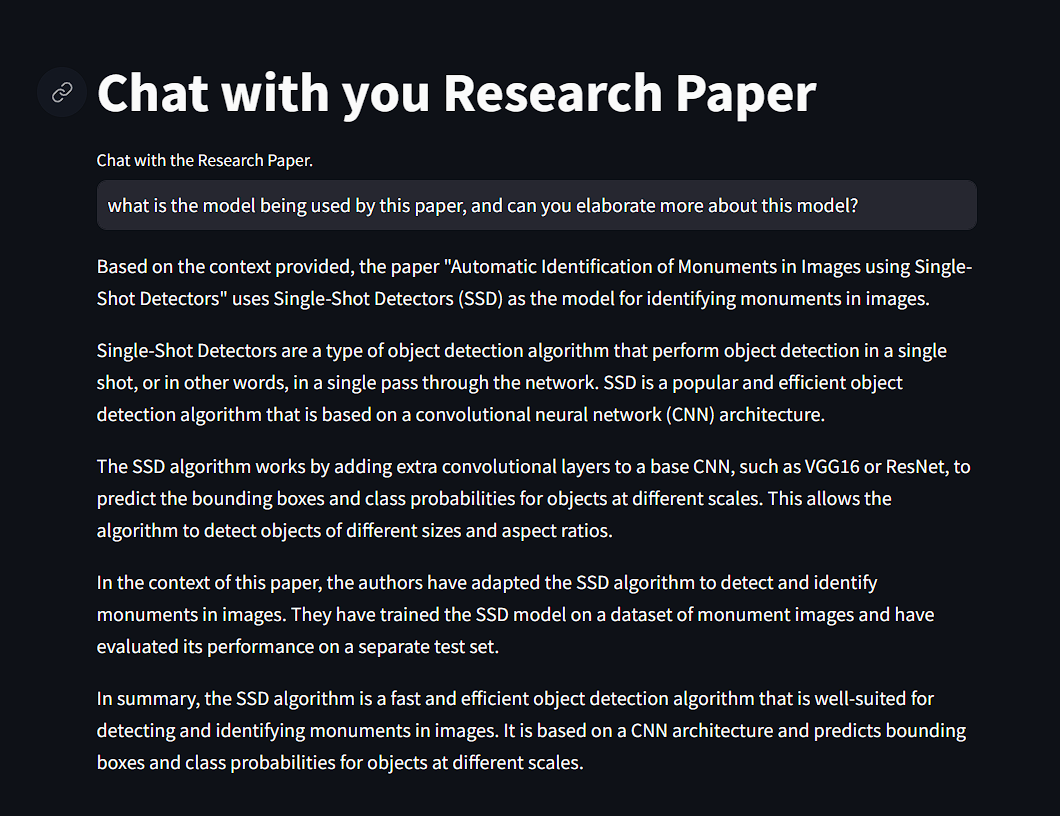 Chat with you Research Paper
Chat with the Research Paper.
what is the model being used by this paper, and can you elaborate more about this model?
Based on the context provided, the paper "Automatic Identification of Monuments in Images using Single-
Shot Detectors" uses Single-Shot Detectors (SSD) as the model for identifying monuments in images.
Single-Shot Detectors are a type of object detection algorithm that perform object detection in a single
shot, or in other words, in a single pass through the network. SSD is a popular and efficient object
detection algorithm that is based on a convolutional neural network (CNN) architecture.
The SSD algorithm works by adding extra convolutional layers to a base CNN, such as VGG16 or ResNet, to
predict the bounding boxes and class probabilities for objects at different scales. This allows the
algorithm to detect objects of different sizes and aspect ratios.
In the context of this paper, the authors have adapted the SSD algorithm to detect and identify
monuments in images. They have trained the SSD model on a dataset of monument images and have
evaluated its performance on a separate test set.
In summary, the SSD algorithm is a fast and efficient object detection algorithm that is well-suited for
detecting and identifying monuments in images. It is based on a CNN architecture and predicts bounding
boxes and class probabilities for objects at different scales.